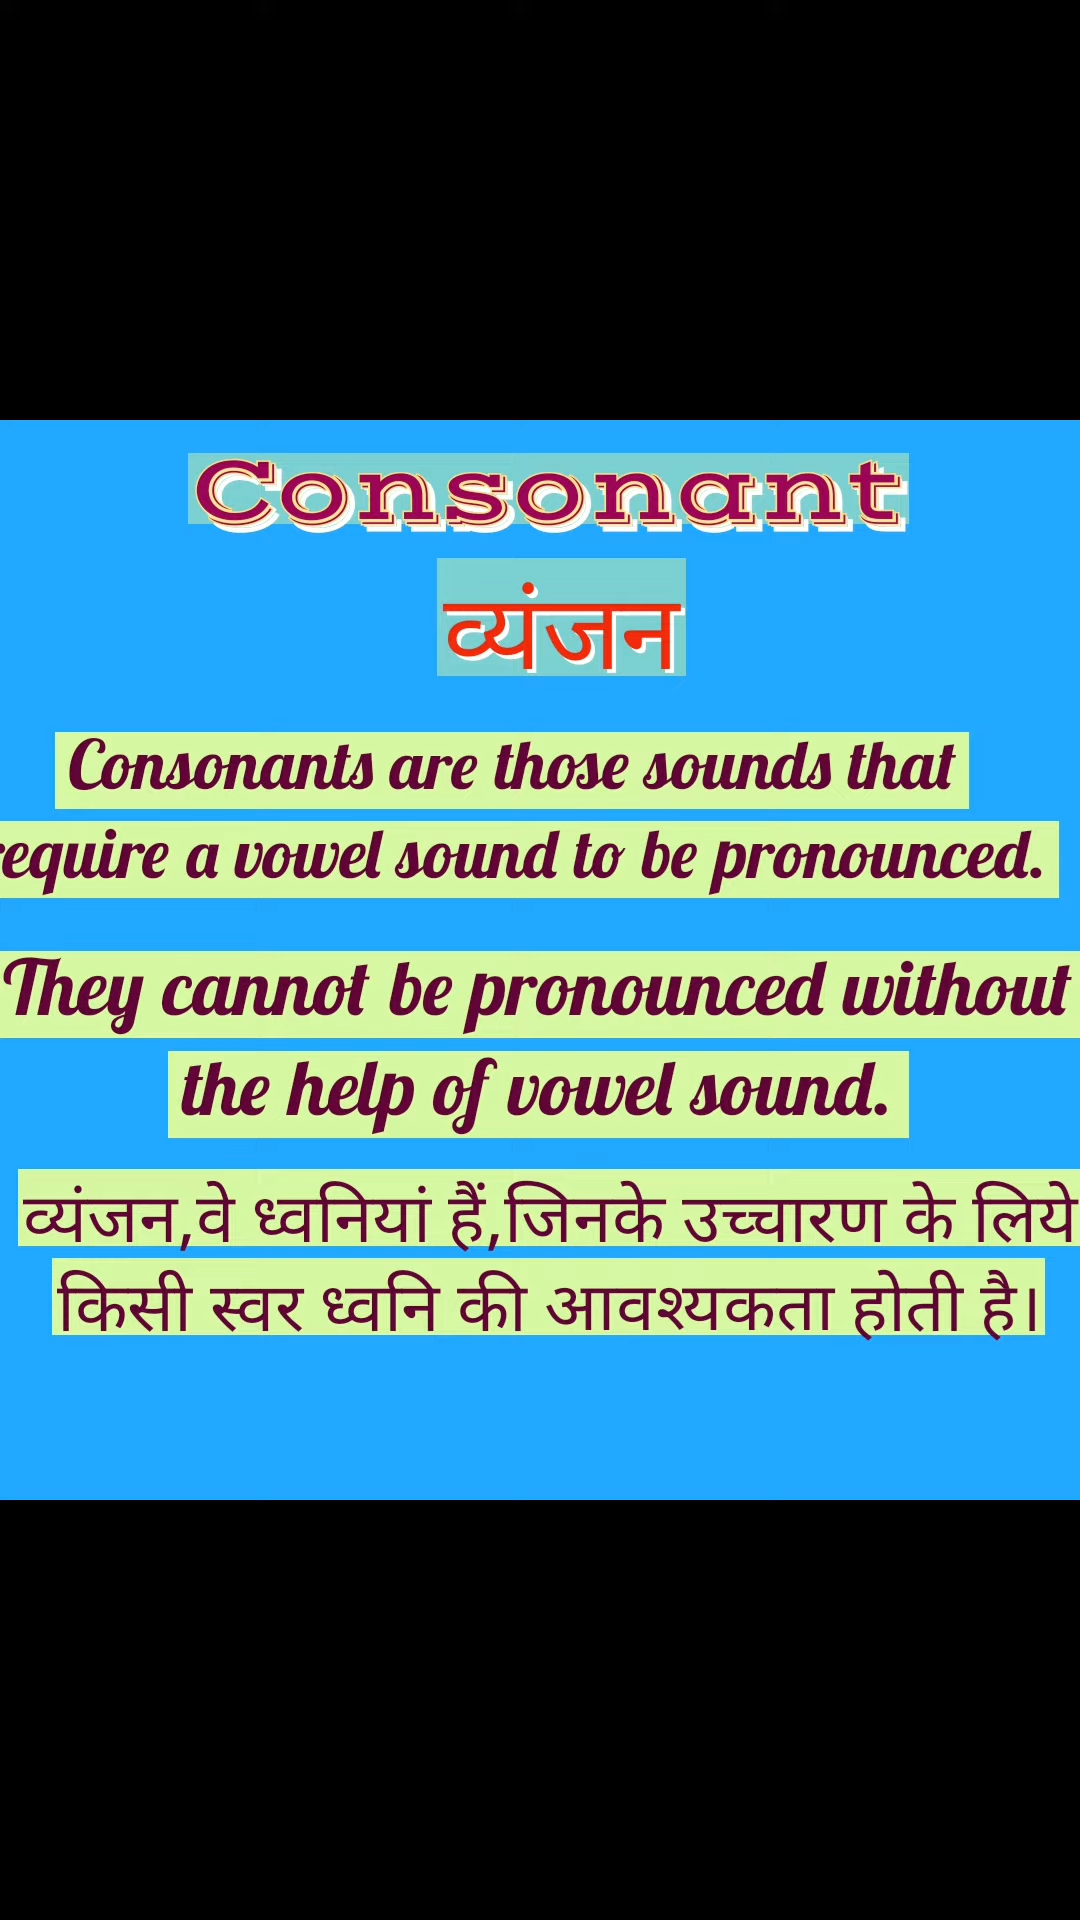 Consonant
व्यंजन
Consonants are those sounds that
require a vowel sound to be pronounced.
They cannot be pronounced without
the help of vowel sound.
व्यंजन,वे ध्वनियां हैं,जिनके उच्चारण के लिये
किसी स्वर ध्वनि की आवश्यकता होती है।